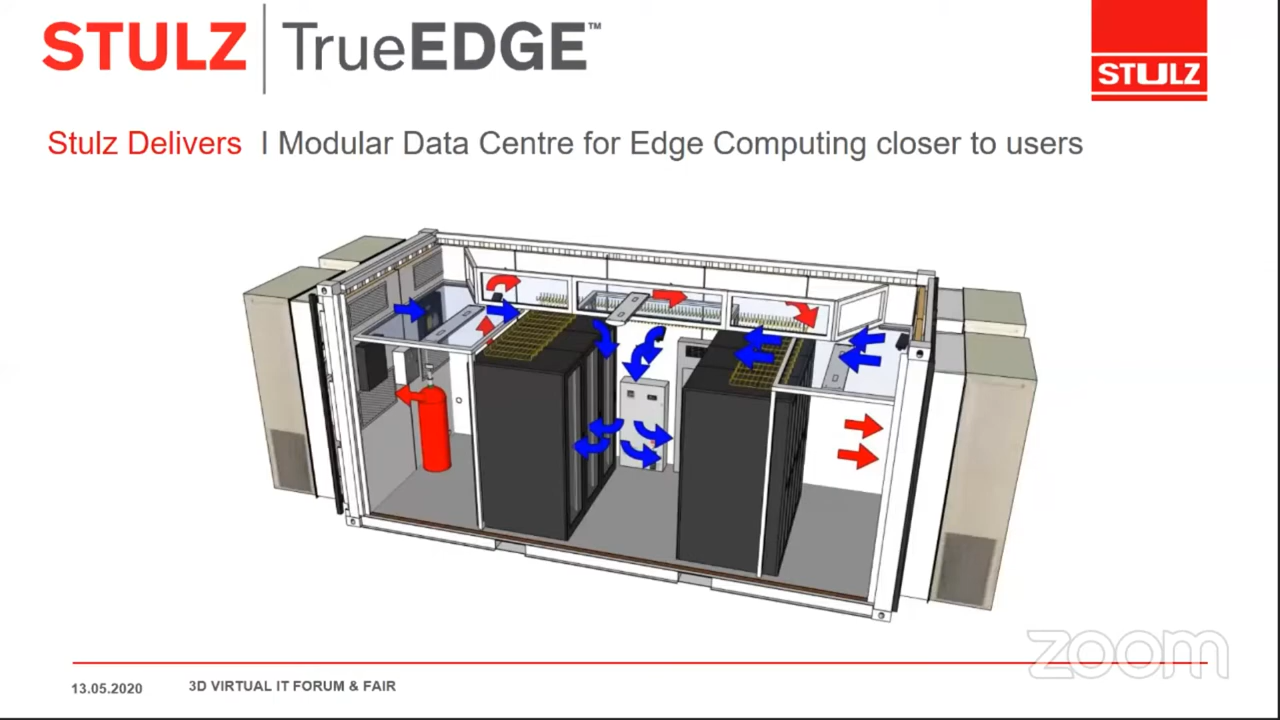 STULZ | TrueEDGE™
STULZ
Stulz Delivers I Modular Data Centre for Edge Computing closer to users
zoom
13.05.2020 3D VIRTUAL IT FORUM & FAIR